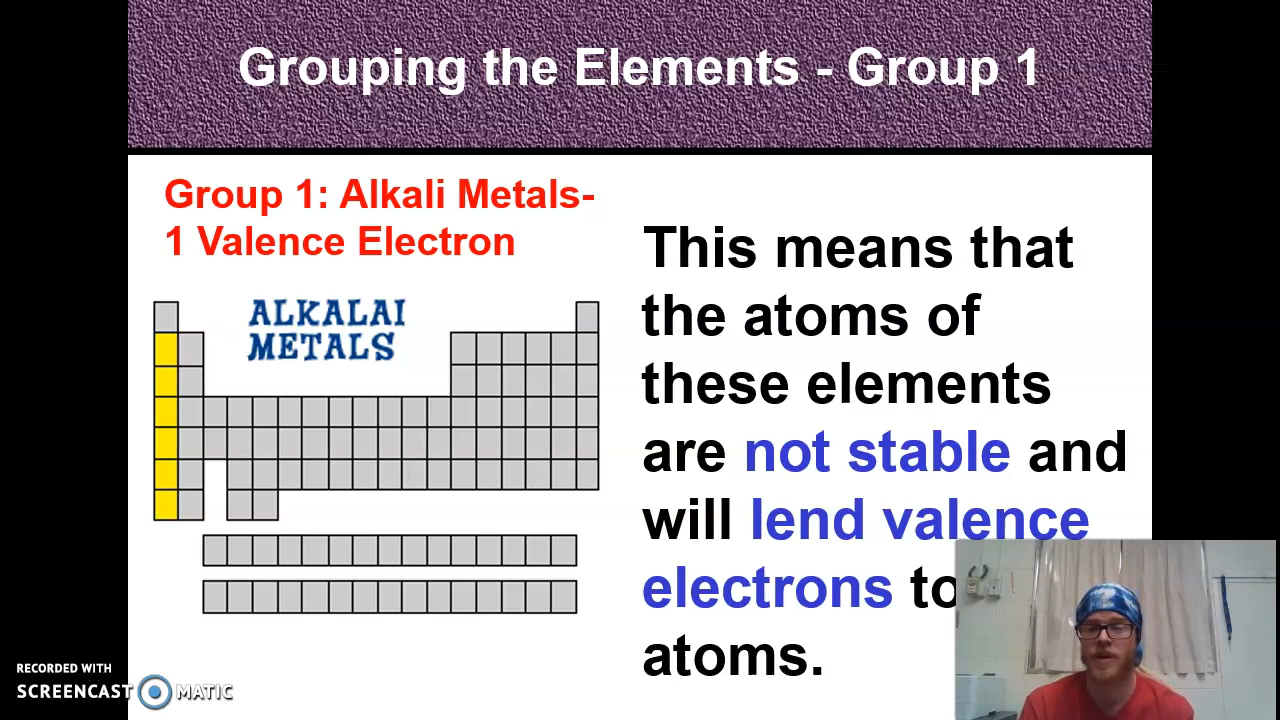 Grouping the Elements - Group 1
Group 1: Alkali Metals-
1 Valence Electron
ALKALAI
METALS
This means that
the atoms of
these elements
are not stable and
will lend valence
electrons to
atoms.
RECORDED WITH
SCREENCAST MATIC